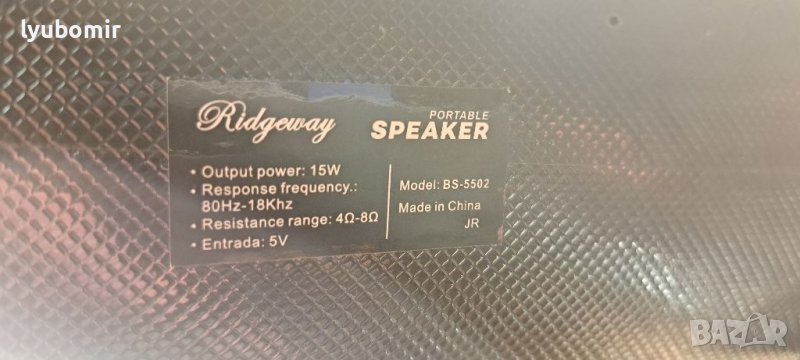 lyubomir
Ridgeway
PORTABLE
SPEAKER
• Output power: 15W
• Response frequency.:
80Hz-18Khz
• Resistance range: 4Ω-8Ω
• Entrada: 5V
Model: BS-5502
Made in China
JR
BAZAR